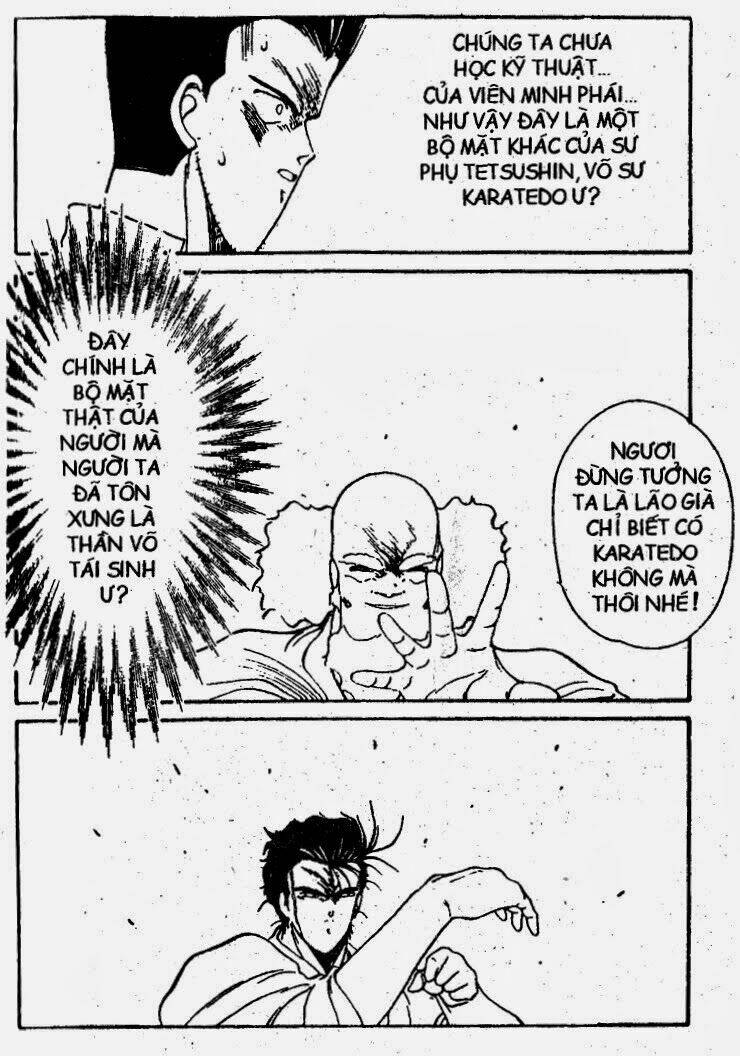 CHÚNG TA CHƯA
HỌC KỸ THUẬT...
CỦA VIÊN MINH PHÁI...
NHƯ VẬY ĐÂY LÀ MỘT
BỘ MẶT KHÁC CỦA SƯ
PHỤ TETSUSHIN, VÕ SƯ
KARATEDO Ư?
ĐÂY
CHÍNH LÀ
BỘ MẶT
THẬT CỦA
NGƯỜI MÀ
NGƯỜI TA
ĐÃ TÔN
XƯNG LÀ
THẦN VÕ
TÁI SINH
Ư?
NGƯƠI
ĐỪNG TƯỞNG
TA LÀ LÃO GIÀ
CHỈ BIẾT CÓ
KARATEDO
KHÔNG MÀ
THÔI NHÉ!